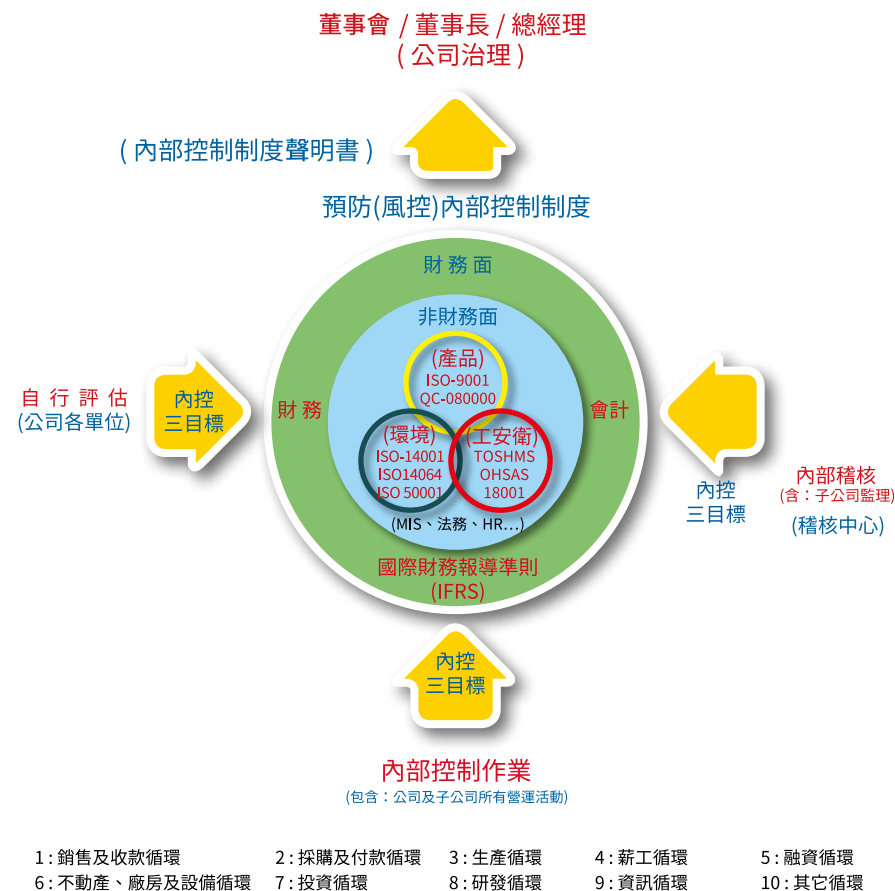 董事會 / 董事長 / 總經理
( 公司治理 )
( 內部控制制度聲明書 )
預防(風控)內部控制制度
財 務 面
非財務面
(產品)
ISO-9001
QC-080000
自 行 評 估
(公司各單位)
內控
三目標
財 務
會計
(環境)
ISO-14001
ISO14064
ISO 50001
(工安衛)
TOSHMS
OHSAS
18001
(MIS、法務、HR…)
內控
三目標
內部稽核
(含：子公司監理)
(稽核中心)
國際財務報導準則
(IFRS)
內控
三目標
內部控制作業
(包含：公司及子公司所有營運活動)
1 : 銷售及收款循環 2 : 採購及付款循環 3 : 生產循環 4 : 薪工循環 5 : 融資循環
6 : 不動產、廠房及設備循環 7 : 投資循環 8 : 研發循環 9 : 資訊循環 10 : 其它循環